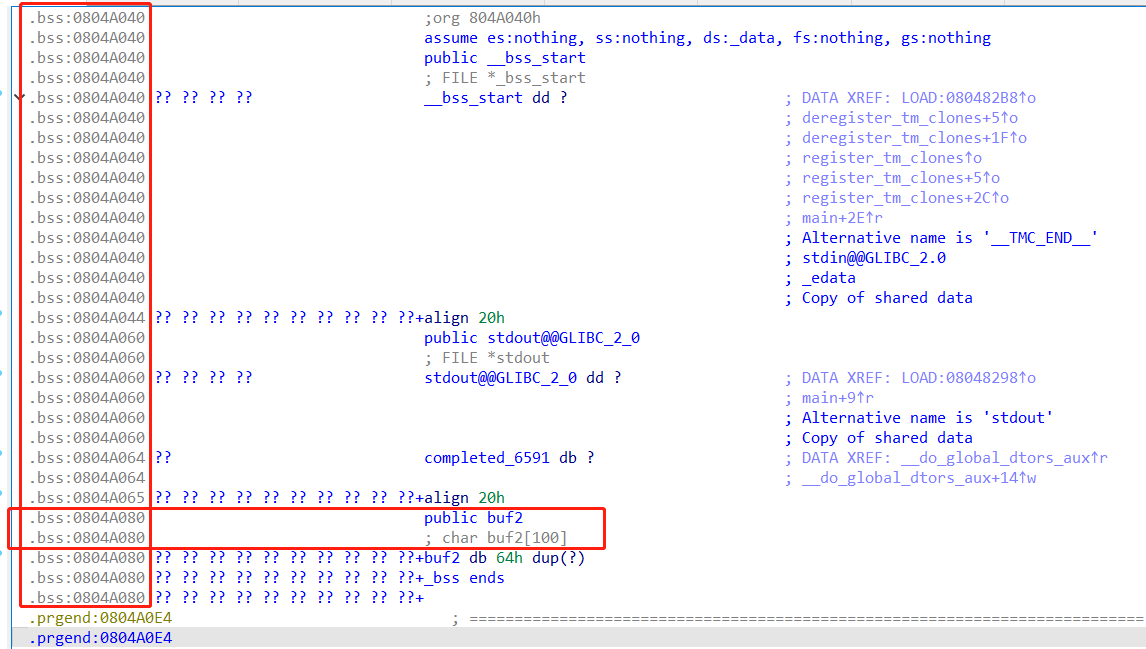 .bss:0804A040 ;org 804A040h
.bss:0804A040 assume es:nothing, ss:nothing, ds:_data, fs:nothing, gs:nothing
.bss:0804A040 public __bss_start
.bss:0804A040 ; FILE *_bss_start
.bss:0804A040 ?? ?? ?? ?? __bss_start dd ? ; DATA XREF: LOAD:080482B8↑o
.bss:0804A040 ; deregister_tm_clones+5↑o
.bss:0804A040 ; deregister_tm_clones+1F↑o
.bss:0804A040 ; register_tm_clones↑o
.bss:0804A040 ; register_tm_clones+5↑o
.bss:0804A040 ; register_tm_clones+2C↑o
.bss:0804A040 ; main+2E↑r
.bss:0804A040 ; Alternative name is '__TMC_END__'
.bss:0804A040 ; stdin@@GLIBC_2.0
.bss:0804A040 ; _edata
.bss:0804A040 ; Copy of shared data
.bss:0804A044 ?? ?? ?? ?? ?? ?? ?? ?? ?? ??+align 20h
.bss:0804A060 public stdout@@GLIBC_2_0
.bss:0804A060 ; FILE *stdout
.bss:0804A060 ?? ?? ?? ?? stdout@@GLIBC_2_0 dd ? ; DATA XREF: LOAD:08048298↑o
.bss:0804A060 ; main+9↑r
.bss:0804A060 ; Alternative name is 'stdout'
.bss:0804A060 ; Copy of shared data
.bss:0804A064 ?? completed_6591 db ? ; DATA XREF: __do_global_dtors_aux↑r
.bss:0804A064 ; __do_global_dtors_aux+14↑w
.bss:0804A065 ?? ?? ?? ?? ?? ?? ?? ?? ?? ??+align 20h
.bss:0804A080 public buf2
.bss:0804A080 ; char buf2[100]
.bss:0804A080 ?? ?? ?? ?? ?? ?? ?? ?? ?? ??+buf2 db 64h dup(?)
.bss:0804A080 ?? ?? ?? ?? ?? ?? ?? ?? ?? ??+_bss ends
.bss:0804A080 ?? ?? ?? ?? ?? ?? ?? ?? ?? ??+
.prgend:0804A0E4 ; ===========================================================================
.prgend:0804A0E4